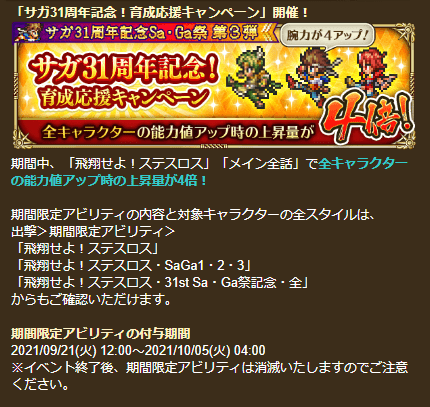 「サガ31周年記念！育成応援キャンペーン」開催！
サガ31周年記念Sa・Ga祭 第3弾
腕力が4アップ！
サガ31周年記念！
育成応援キャンペーン
全キャラクターの能力値アップ時の上昇量が
4倍！
期間中、「飛翔せよ！ステスロス」「メイン全話」で全キャラクター
の能力値アップ時の上昇量が4倍！
期間限定アビリティの内容と対象キャラクターの全スタイルは、
出撃＞期間限定アビリティ＞
「飛翔せよ！ステスロス」
「飛翔せよ！ステスロス・SaGa1・2・3」
「飛翔せよ！ステスロス・31st Sa・Ga祭記念・全」
からもご確認いただけます。
期間限定アビリティの付与期間
2021/09/21(火) 12:00～2021/10/05(火) 04:00
※イベント終了後、期間限定アビリティは消滅いたしますのでご注意
ください。